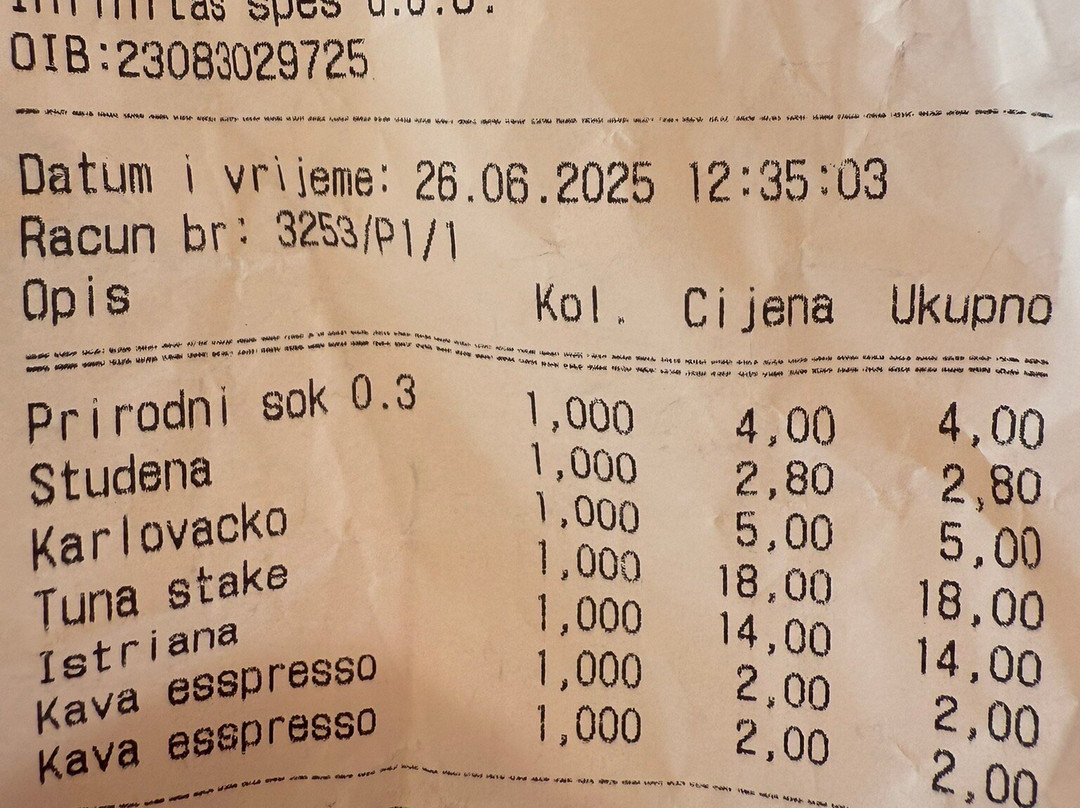 Infinitas spes d.o.o.
OIB:23083029725
Datum i vrijeme: 26.06.2025 12:35:03
Racun br: 3253/P1/1
Opis Kol. Cijena Ukupno
Prirodni sok 0.3 1,000 4,00 4,00
Studena 1,000 2,80 2,80
Karlovacko 1,000 5,00 5,00
Tuna stake 1,000 18,00 18,00
Istriana 1,000 14,00 14,00
Kava esspresso 1,000 2,00 2,00
Kava esspresso 1,000 2,00 2,00